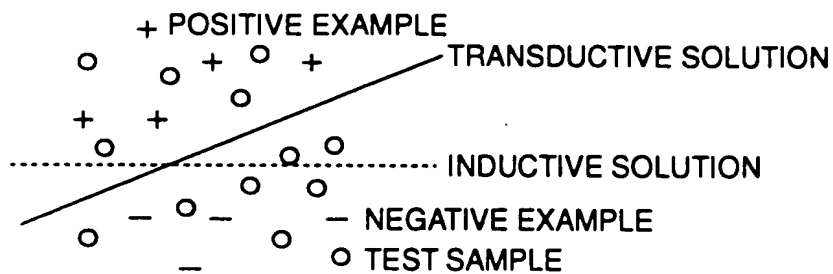 + POSITIVE EXAMPLE
TRANSDUCTIVE SOLUTION
INDUCTIVE SOLUTION
— NEGATIVE EXAMPLE
O TEST SAMPLE